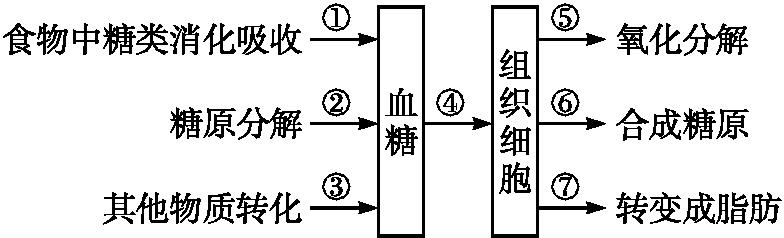 食物中糖类消化吸收
①
糖原分解
②
其他物质转化
③
血糖
④
组织细胞
⑤
氧化分解
⑥
合成糖原
⑦
转变成脂肪